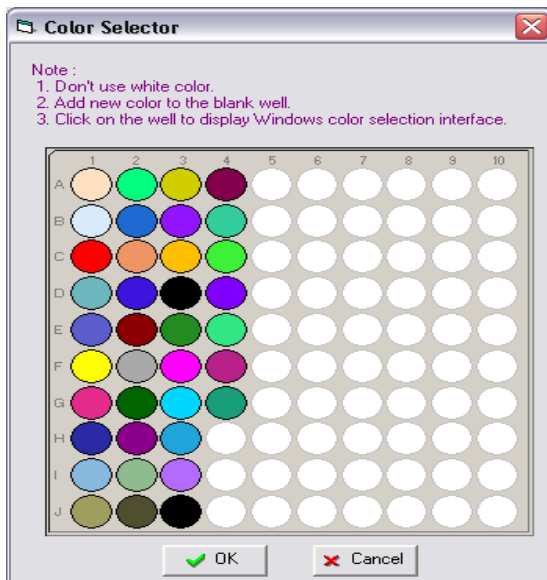 Color Selector
Note :
1. Don't use white color.
2. Add new color to the blank well.
3. Click on the well to display Windows color selection interface.
1 2 3 4 5 6 7 8 9 10
A
B
C
D
E
F
G
H
I
J
OK Cancel